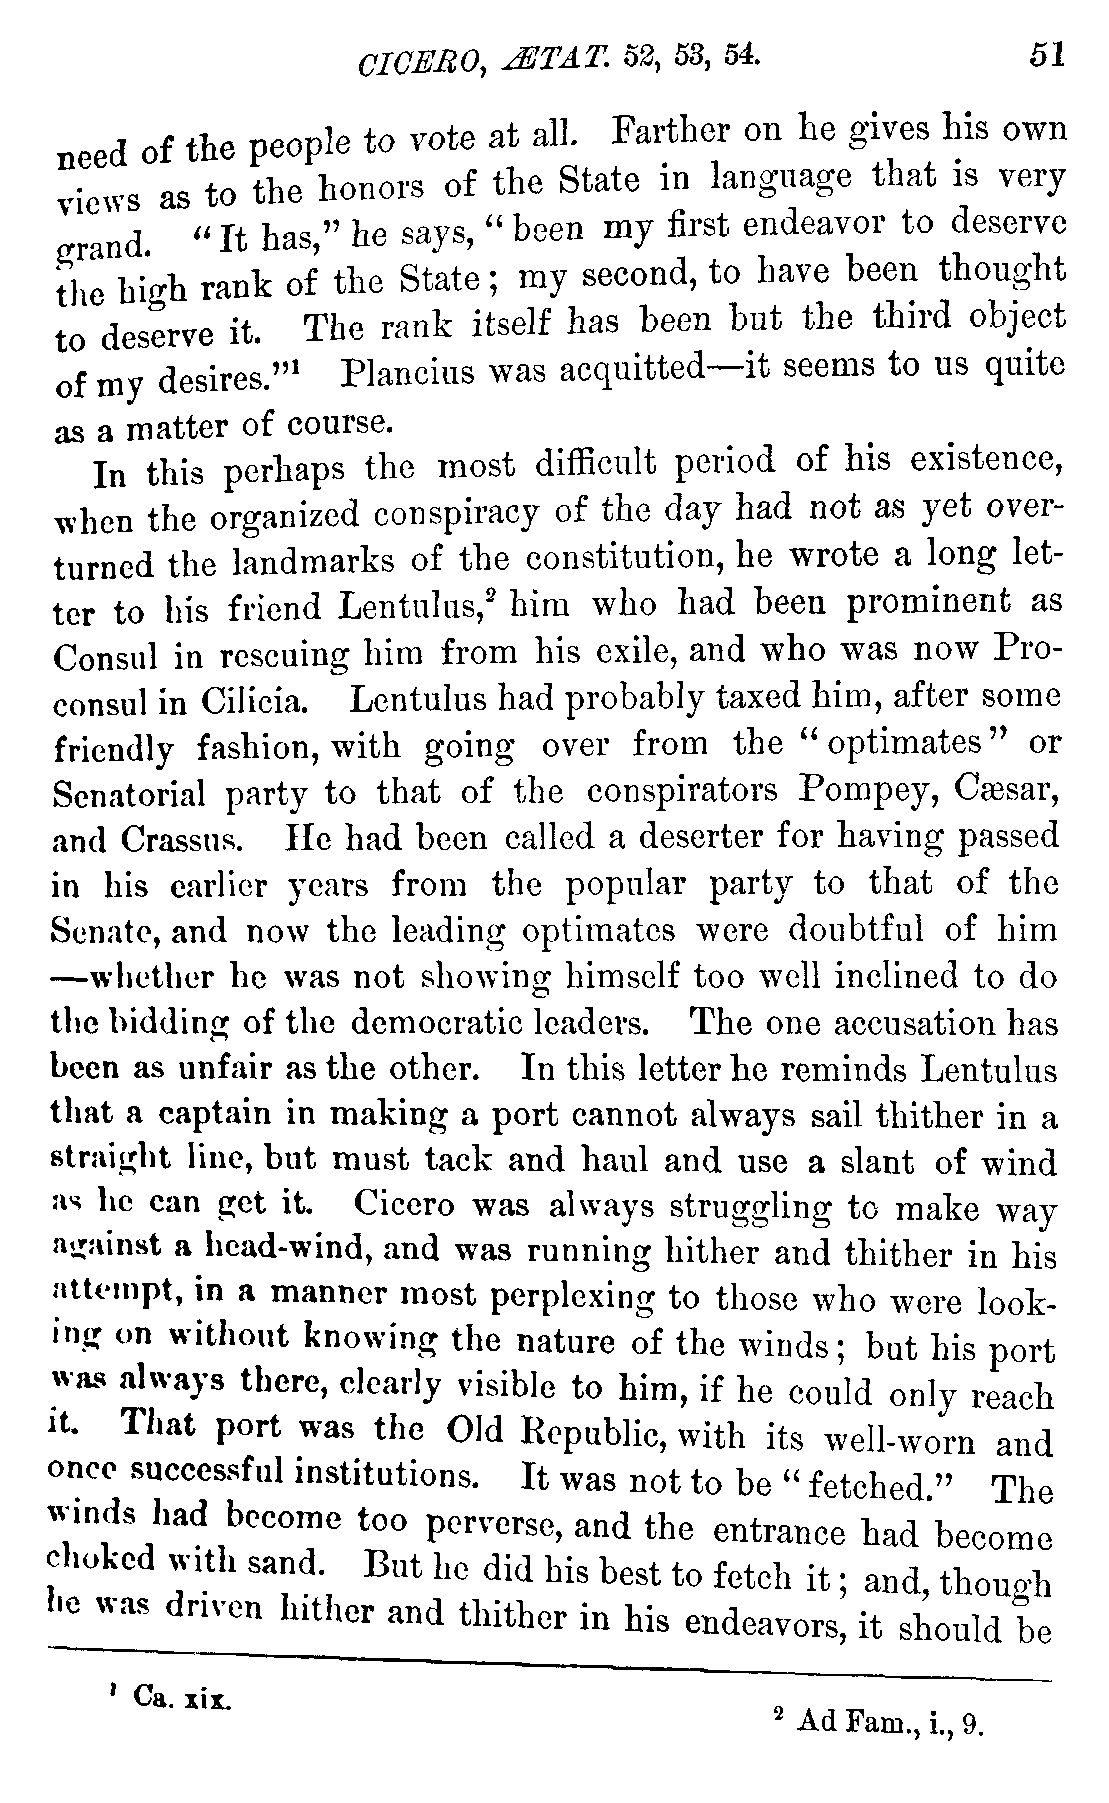 CICERO, ÆTAT. 52, 53, 54. 51
need of the people to vote at all. Farther on he gives his own
views as to the honors of the State in language that is very
grand. “It has,” he says, “been my first endeavor to deserve
the high rank of the State; my second, to have been thought
to deserve it. The rank itself has been but the third object
of my desires.”¹ Plancius was acquitted—it seems to us quite
as a matter of course.
In this perhaps the most difficult period of his existence,
when the organized conspiracy of the day had not as yet over-
turned the landmarks of the constitution, he wrote a long let-
ter to his friend Lentulus,² him who had been prominent as
Consul in rescuing him from his exile, and who was now Pro-
consul in Cilicia. Lentulus had probably taxed him, after some
friendly fashion, with going over from the “optimates” or
Senatorial party to that of the conspirators Pompey, Cæsar,
and Crassus. He had been called a deserter for having passed
in his earlier years from the popular party to that of the
Senate, and now the leading optimates were doubtful of him
—whether he was not showing himself too well inclined to do
the bidding of the democratic leaders. The one accusation has
been as unfair as the other. In this letter he reminds Lentulus
that a captain in making a port cannot always sail thither in a
straight line, but must tack and haul and use a slant of wind
as he can get it. Cicero was always struggling to make way
against a head-wind, and was running hither and thither in his
attempt, in a manner most perplexing to those who were look-
ing on without knowing the nature of the winds; but his port
was always there, clearly visible to him, if he could only reach
it. That port was the Old Republic, with its well-worn and
once successful institutions. It was not to be “fetched.” The
winds had become too perverse, and the entrance had become
choked with sand. But he did his best to fetch it; and, though
he was driven hither and thither in his endeavors, it should be
¹ Ca. xix.
² Ad Fam., i., 9.